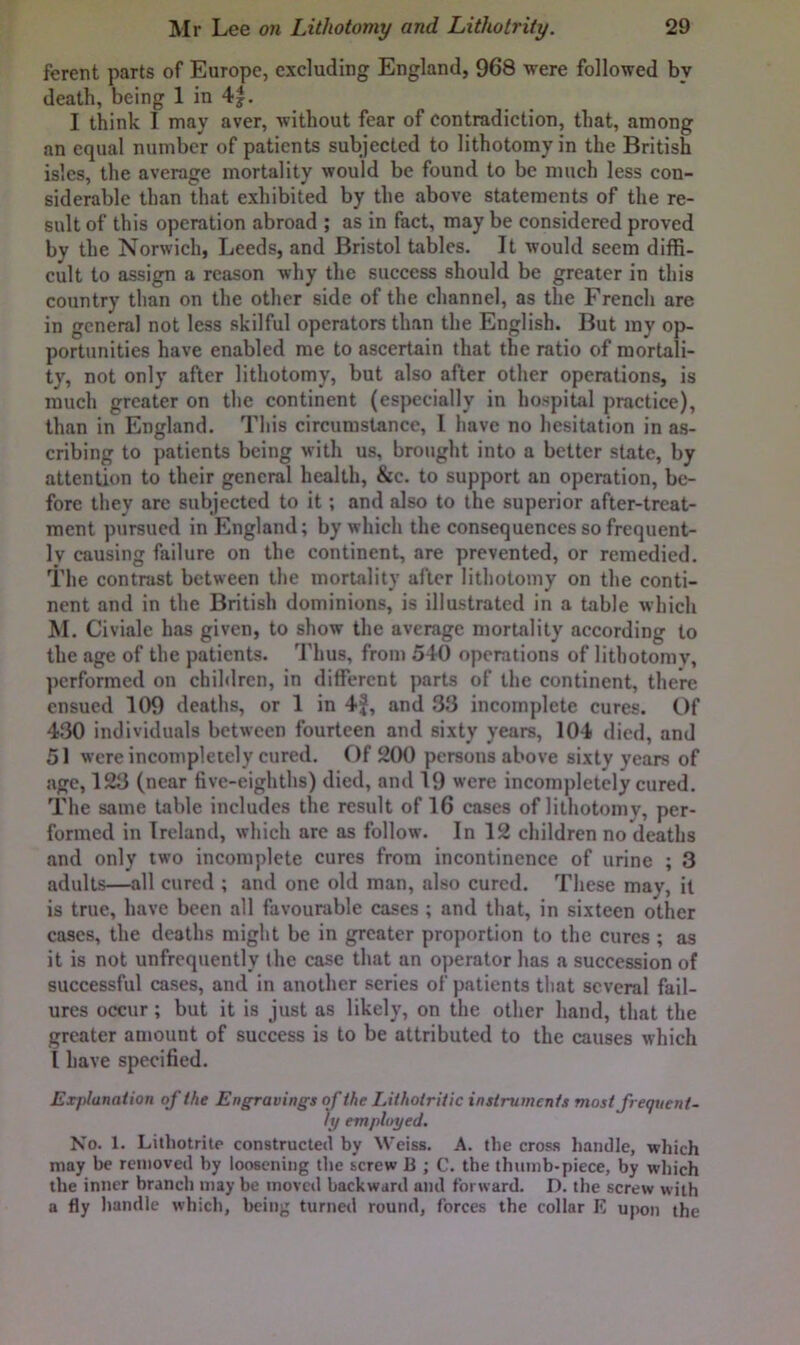 Mr Lee on Lithotomy and Lithotrity. 29
ferent parts of Europe, excluding England, 968 were followed by
death, being 1 in 4¾.
I think I may aver, without fear of contradiction, that, among
an equal number of patients subjected to lithotomy in the British
isles, the average mortality would be found to be much less con-
siderable than that exhibited by the above statements of the re-
sult of this operation abroad ; as in fact, may be considered proved
by the Norwich, Leeds, and Bristol tables. It would seem diffi-
cult to assign a reason why the success should be greater in this
country than on the other side of the channel, as the French are
in general not less skilful operators than the English. But my op-
portunities have enabled me to ascertain that the ratio of mortali-
ty, not only after lithotomy, but also after other operations, is
much greater on the continent (especially in hospital practice),
than in England. This circumstance, I have no hesitation in as-
cribing to patients being with us, brought into a better state, by
attention to their general health, &c. to support an operation, be-
fore they are subjected to it ; and also to the superior after-treat-
ment pursued in England; by which the consequences so frequent-
ly causing failure on the continent, are prevented, or remedied.
The contrast between the mortality after lithotomy on the conti-
nent and in the British dominions, is illustrated in a table which
M. Civiale has given, to show the average mortality according to
the age of the patients. Thus, from 540 operations of lithotomy,
performed on children, in different parts of the continent, there
ensued 109 deaths, or 1 in 4¾, and 33 incomplete cures. Of
430 individuals between fourteen and sixty years, 104 died, and
51 were incompletely cured. Of 200 persons above sixty years of
age, 123 (near five-eighths) died, and 19 were incompletely cured.
The same table includes the result of 16 cases of lithotomy, per-
formed in Ireland, which are as follow. In 12 children no deaths
and only two incomplete cures from incontinence of urine ; 3
adults—all cured ; and one old man, also cured. These may, it
is true, have been all favourable cases ; and that, in sixteen other
cases, the deaths might be in greater proportion to the cures ; as
it is not unfrequently the case that an operator has a succession of
successful cases, and in another series of patients that several fail-
ures occur ; but it is just as likely, on the other hand, that the
greater amount of success is to be attributed to the causes which
I have specified.
Explanation of the Engravings of the Lithotritic instruments most frequent-
ly employed.
No. 1. Lithotrite constructed by Weiss. A. the cross handle, which
may be removed by loosening the screw B ; C. the thumb-piece, by which
the inner branch may be moved backward and forward. D. the screw with
a fly handle which, being turned round, forces the collar E upon the